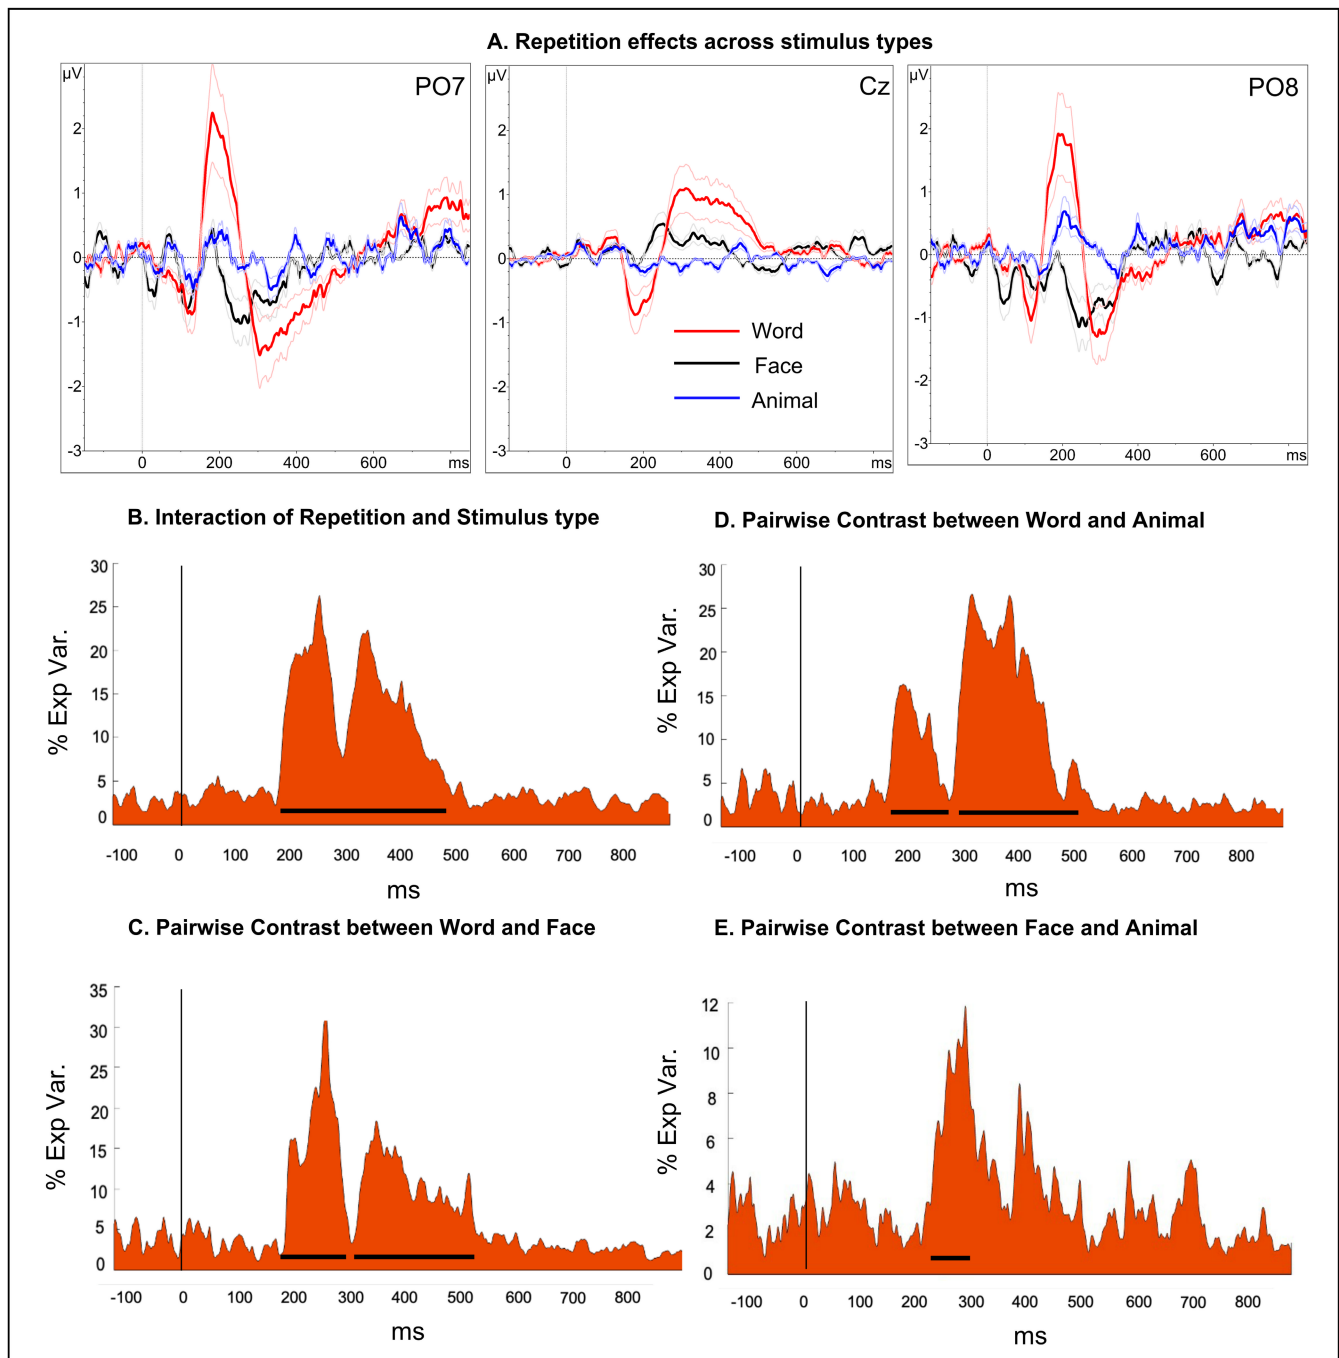 A. Repetition effects across stimulus types
µV
PO7
2
1
0
-1
-2
-3
0
200
400
600
ms
µV
Cz
2
1
0
-1
-2
-3
Word
Face
Animal
0
200
400
600
ms
µV
PO8
2
1
0
-1
-2
-3
0
200
400
600
ms
B. Interaction of Repetition and Stimulus type
% Exp Var.
30
25
20
15
10
5
0
-100 0 100 200 300 400 500 600 700 800
ms
D. Pairwise Contrast between Word and Animal
% Exp Var.
30
25
20
15
10
5
0
-100 0 100 200 300 400 500 600 700 800
ms
C. Pairwise Contrast between Word and Face
% Exp Var.
35
30
25
20
15
10
5
0
-100 0 100 200 300 400 500 600 700 800
ms
E. Pairwise Contrast between Face and Animal
% Exp Var.
12
10
8
6
4
2
0
-100 0 100 200 300 400 500 600 700 800
ms